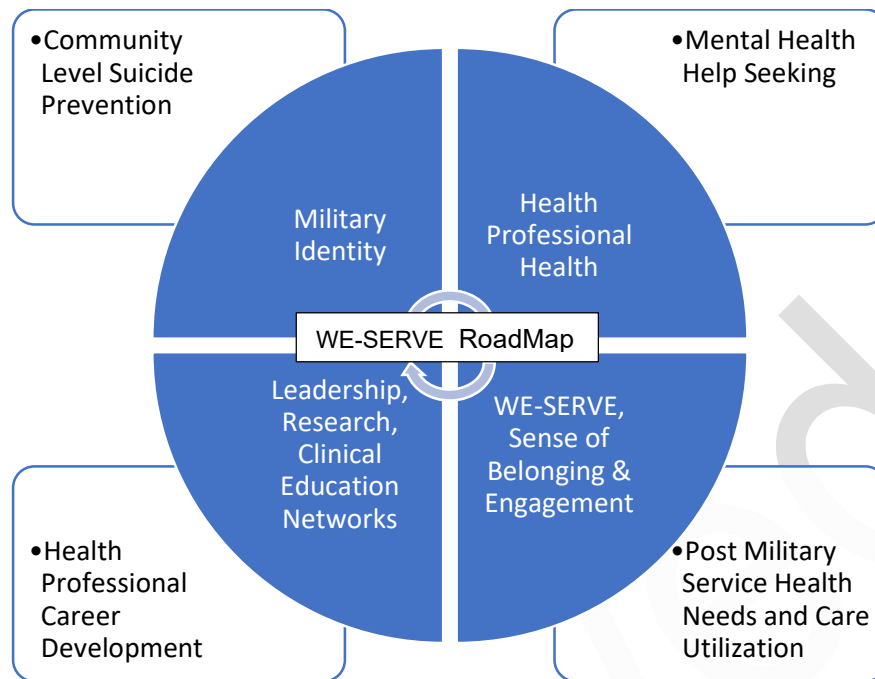 •Community
Level Suicide
Prevention
•Mental Health
Help Seeking
Military
Identity
Health
Professional
Health
WE-SERVE RoadMap
Leadership,
Research,
Clinical
Education
Networks
WE-SERVE,
Sense of
Belonging &
Engagement
•Health
Professional
Career
Development
•Post Military
Service Health
Needs and Care
Utilization